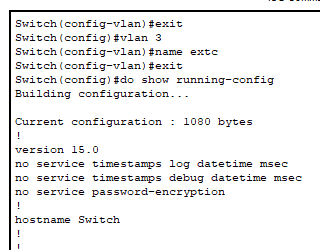 Switch(config-vlan)#exit
Switch(config)#vlan 3
Switch(config-vlan)#name extc
Switch(config-vlan)#exit
Switch(config)#do show running-config
Building configuration...
Current configuration : 1080 bytes
!
version 15.0
no service timestamps log datetime msec
no service timestamps debug datetime msec
no service password-encryption
!
hostname Switch
!
!